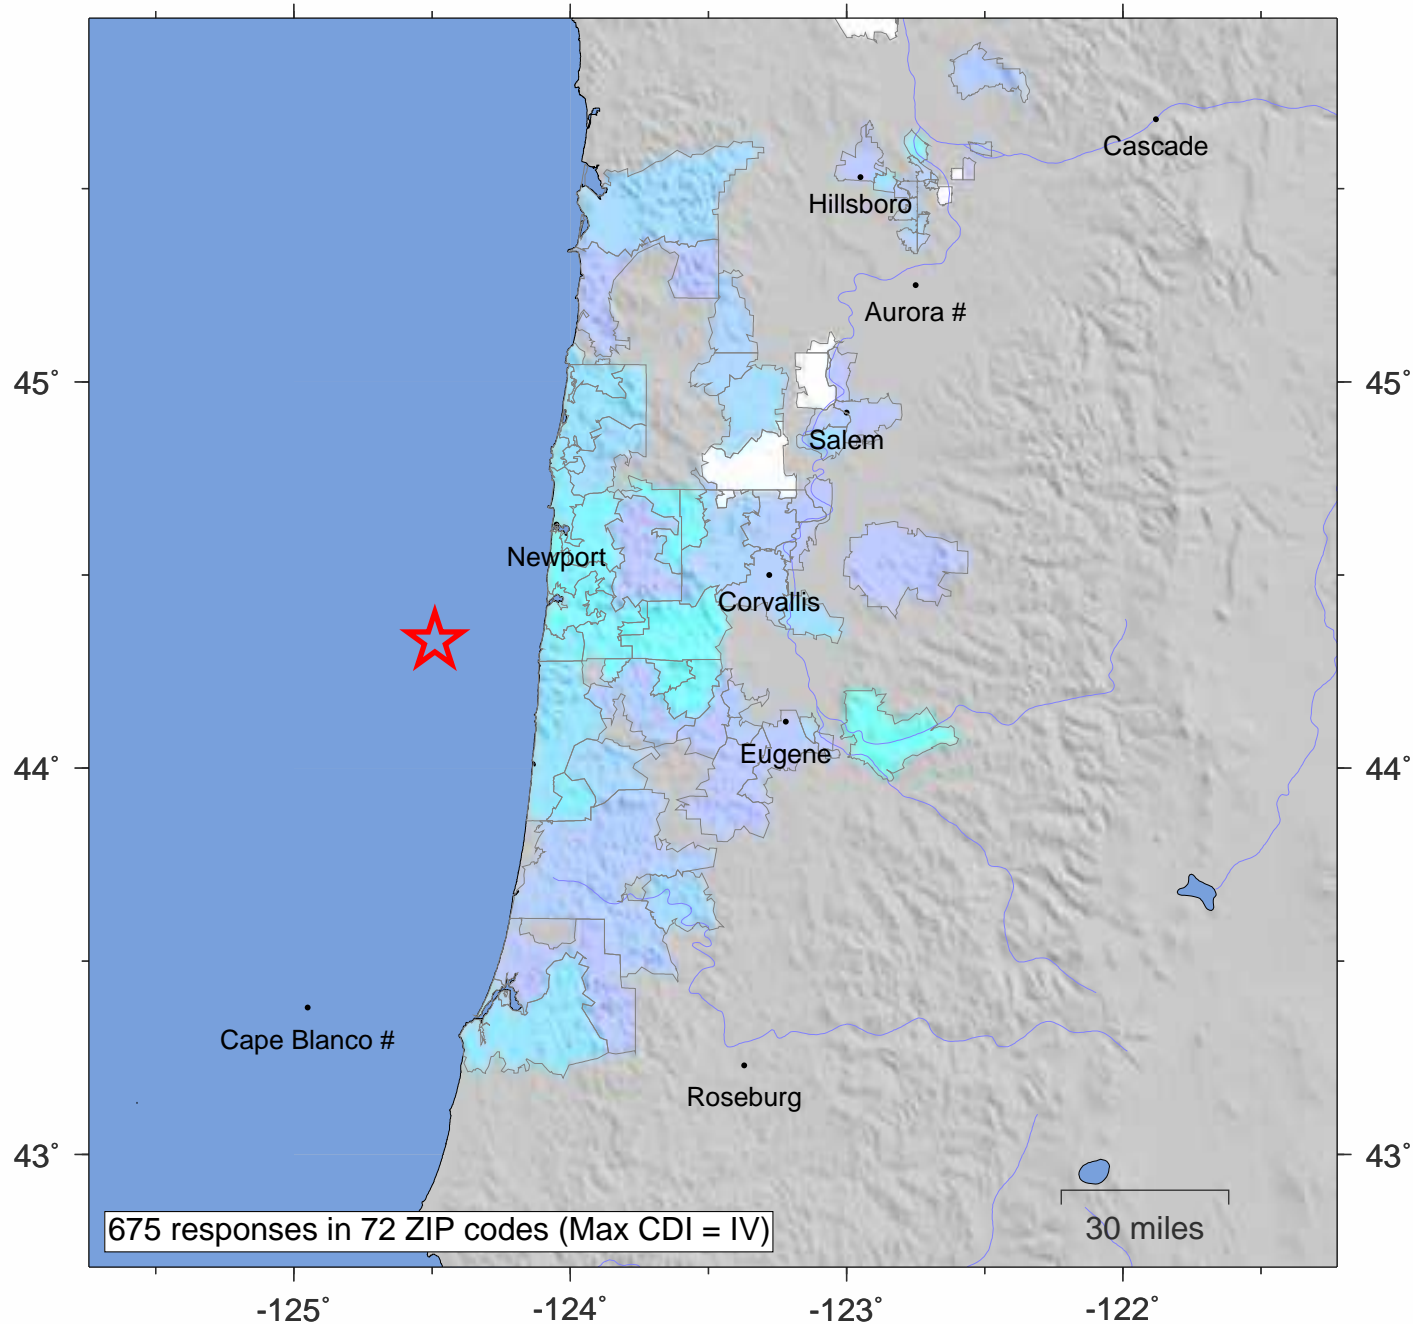 Cascade
Hillsboro
Aurora #
45° 45°
Salem
Newport
Corvallis
Eugene
44° 44°
Cape Blanco #
Roseburg
43° 43°
675 responses in 72 ZIP codes (Max CDI = IV)
30 miles
-125° -124° -123° -122°